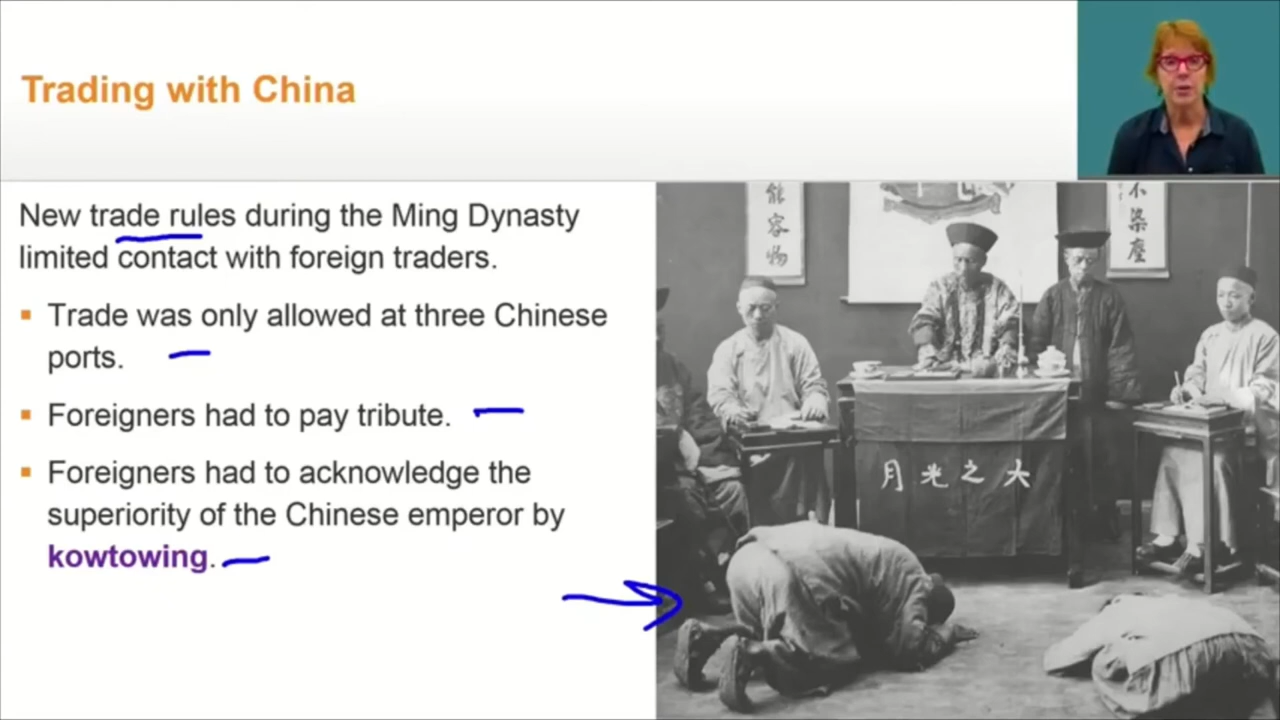 Trading with China
New trade rules during the Ming Dynasty
limited contact with foreign traders.
▪ Trade was only allowed at three Chinese
ports.
▪ Foreigners had to pay tribute.
▪ Foreigners had to acknowledge the
superiority of the Chinese emperor by
kowtowing.
能容物
不染塵
月光之大